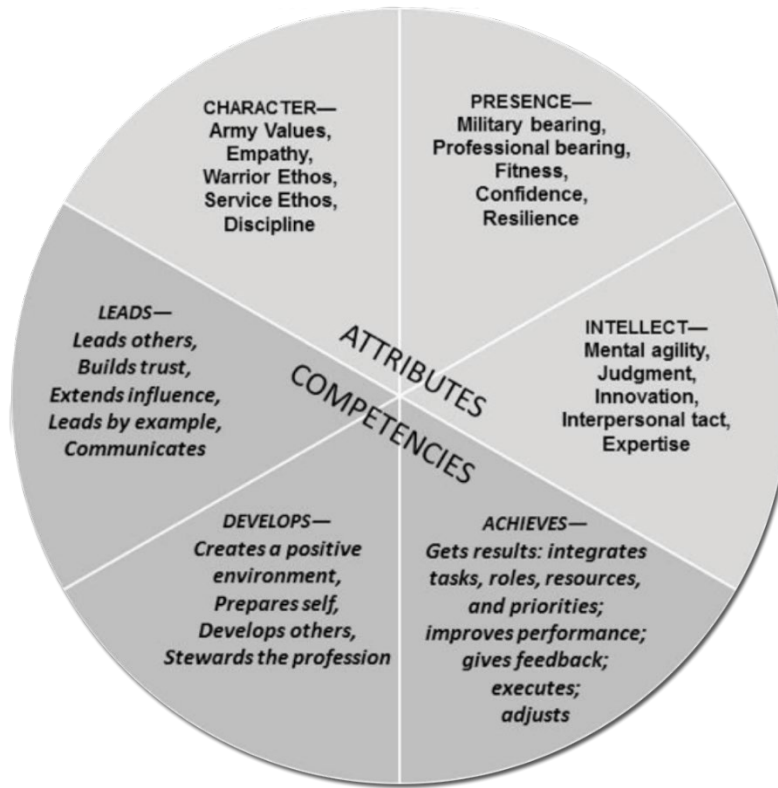 CHARACTER—
Army Values,
Empathy,
Warrior Ethos,
Service Ethos,
Discipline
PRESENCE—
Military bearing,
Professional bearing,
Fitness,
Confidence,
Resilience
INTELLECT—
Mental agility,
Judgment,
Innovation,
Interpersonal tact,
Expertise
ATTRIBUTES
COMPETENCIES
LEADS—
Leads others,
Builds trust,
Extends influence,
Leads by example,
Communicates
DEVELOPS—
Creates a positive
environment,
Prepares self,
Develops others,
Stewards the profession
ACHIEVES—
Gets results: integrates
tasks, roles, resources,
and priorities;
improves performance;
gives feedback;
executes;
adjusts